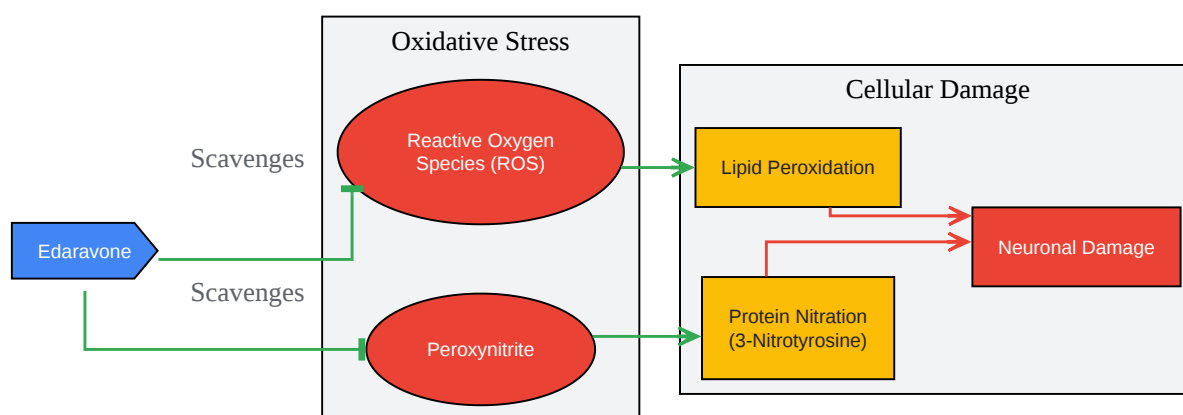 Oxidative Stress
Cellular Damage
Reactive Oxygen
Species (ROS)
Scavenges
Lipid Peroxidation
Edaravone
Neuronal Damage
Scavenges
Protein Nitration
(3-Nitrotyrosine)
Peroxynitrite